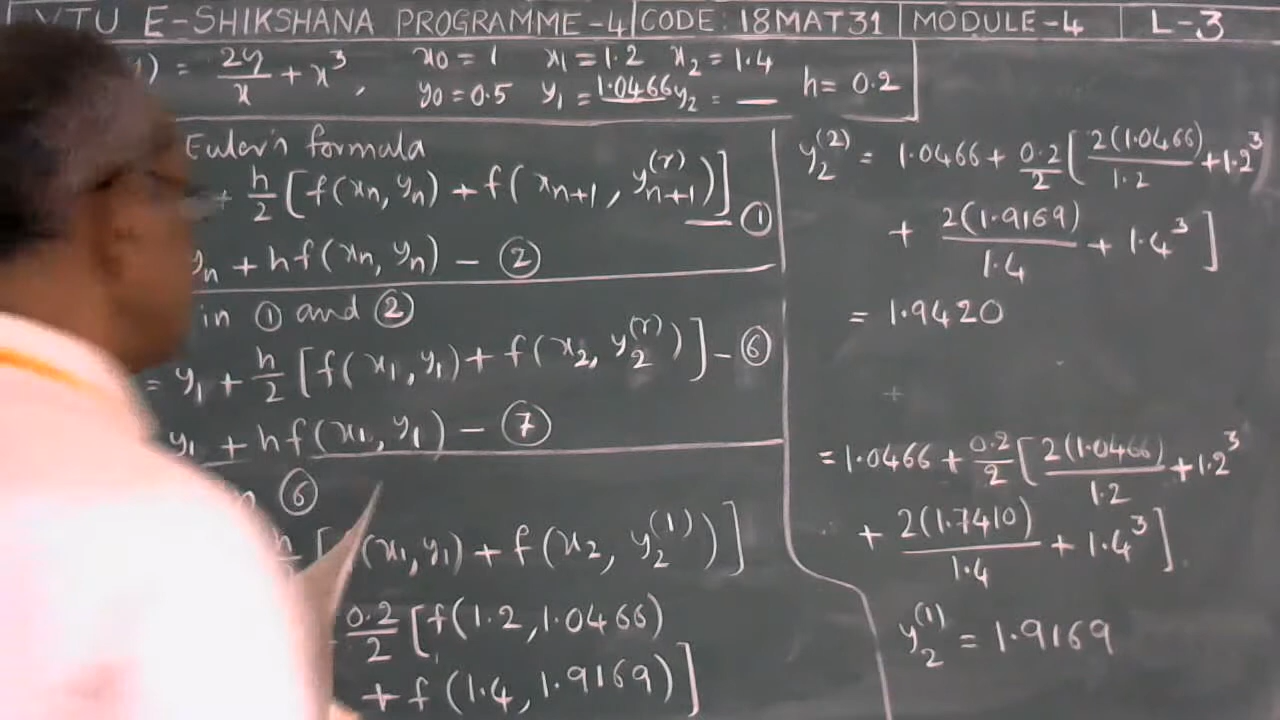 VTU E-SHIKSHANA PROGRAMME-4 CODE: 18MAT31 MODULE-4 L-3
) = 2y/x + x³, x0 = 1 x₁ = 1.2 x₂ = 1.4
y0 = 0.5 y₁ = 1.0466 y₂ = __ h = 0.2
Euler's formula
+ h/2 [f(xₙ, yₙ) + f(xₙ₊₁, yₙ₊₁^(r))] ①
yₙ + hf(xₙ, yₙ) – ②
in ① and ②
= y₁ + h/2 [f(x₁, y₁) + f(x₂, y₂^(r))] – ⑥
y₁ + hf(x₁, y₁) – ⑦
⑥
[ (x₁, y₁) + f(x₂, y₂^(1))]
0.2/2 [f(1.2, 1.0466)
+ f(1.4, 1.9169)]
y₂^(2) = 1.0466 + 0.2/2 [2(1.0466)/1.2 + 1.2³
+ 2(1.9169)/1.4 + 1.4³]
= 1.9420
= 1.0466 + 0.2/2 [2(1.0466)/1.2 + 1.2³
+ 2(1.7410)/1.4 + 1.4³].
y₂^(1) = 1.9169